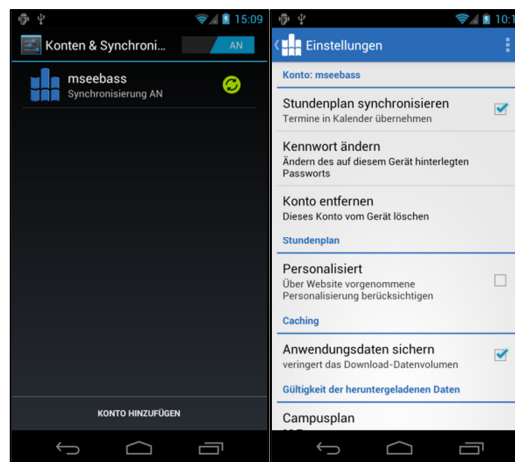 15:09
Konten & Synchroni...
AN
mseebass
Synchronisierung AN
KONTO HINZUFÜGEN
Einstellungen
Konto: mseebass
Stundenplan synchronisieren
Termine in Kalender übernehmen
Kennwort ändern
Ändern des auf diesem Gerät hinterlegten
Passworts
Konto entfernen
Dieses Konto vom Gerät löschen
Stundenplan
Personalisiert
Über Website vorgenommene
Personalisierung berücksichtigen
Caching
Anwendungsdaten sichern
veringert das Download-Datenvolumen
Gültigkeit der heruntergeladenen Daten
Campusplan